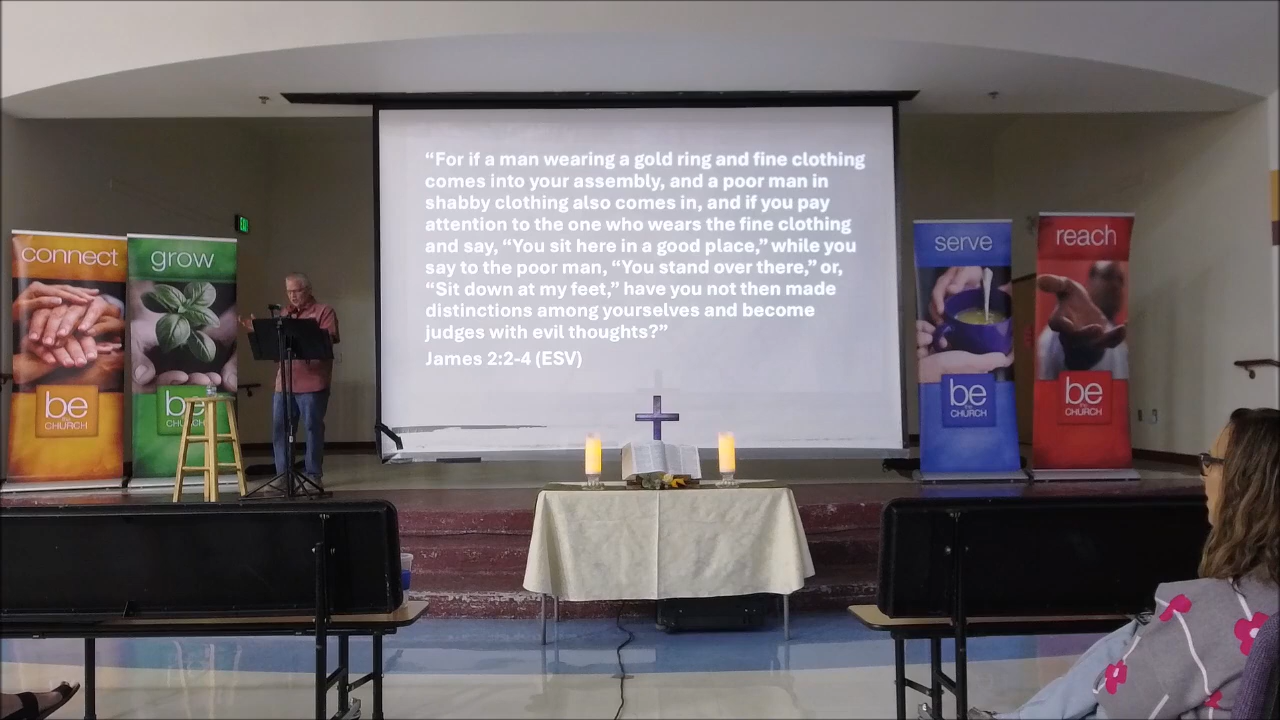 “For if a man wearing a gold ring and fine clothing
comes into your assembly, and a poor man in
shabby clothing also comes in, and if you pay
attention to the one who wears the fine clothing
and say, “You sit here in a good place,” while you
say to the poor man, “You stand over there,” or,
“Sit down at my feet,” have you not then made
distinctions among yourselves and become
judges with evil thoughts?”
James 2:2-4 (ESV)
connect
be
CHURCH
grow
be
CHURCH
serve
be
CHURCH
reach
be
CHURCH